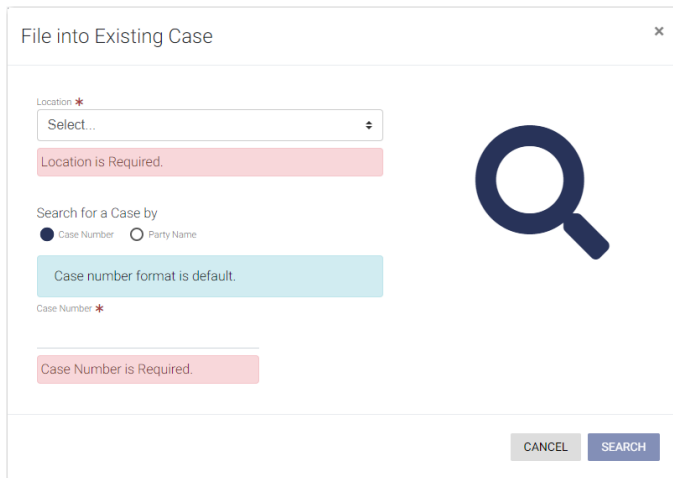 File into Existing Case
×
Location *
Select...
Location is Required.
Search for a Case by
Case Number Party Name
Case number format is default.
Case Number *
Case Number is Required.
CANCEL SEARCH